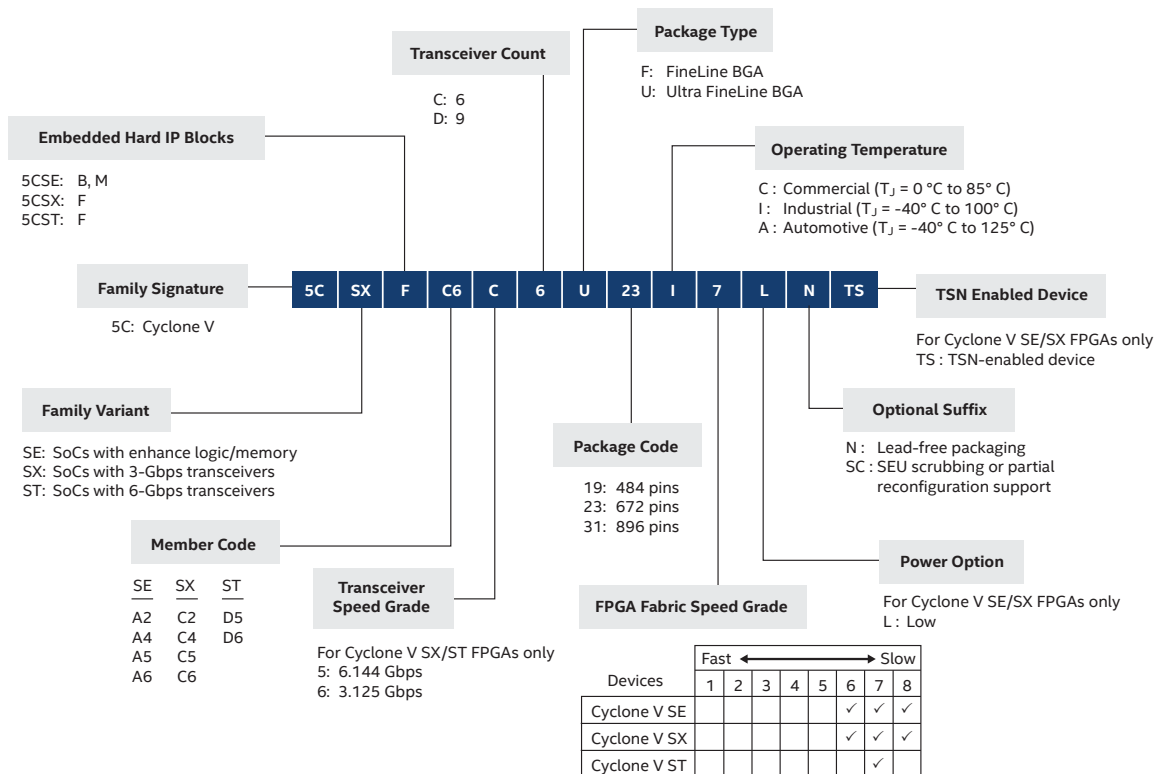 Package Type
F: FineLine BGA
U: Ultra FineLine BGA
Transceiver Count
C: 6
D: 9
Embedded Hard IP Blocks
5CSE: B, M
5CSX: F
5CST: F
Operating Temperature
C : Commercial (TJ = 0 °C to 85° C)
I : Industrial (TJ = -40° C to 100° C)
A : Automotive (TJ = -40° C to 125° C)
Family Signature
5C: Cyclone V
5C SX F C6 C 6 U 23 I 7 L N TS
TSN Enabled Device
For Cyclone V SE/SX FPGAs only
TS : TSN-enabled device
Family Variant
SE: SoCs with enhance logic/memory
SX: SoCs with 3-Gbps transceivers
ST: SoCs with 6-Gbps transceivers
Package Code
19: 484 pins
23: 672 pins
31: 896 pins
Optional Suffix
N : Lead-free packaging
SC : SEU scrubbing or partial
reconfiguration support
Member Code
SE SX ST
A2 C2 D5
A4 C4 D6
A5 C5
A6 C6
Transceiver
Speed Grade
For Cyclone V SX/ST FPGAs only
5: 6.144 Gbps
6: 3.125 Gbps
FPGA Fabric Speed Grade
Power Option
For Cyclone V SE/SX FPGAs only
L : Low
Fast Slow
Devices 1 2 3 4 5 6 7 8
Cyclone V SE ✓ ✓ ✓
Cyclone V SX ✓ ✓ ✓
Cyclone V ST ✓